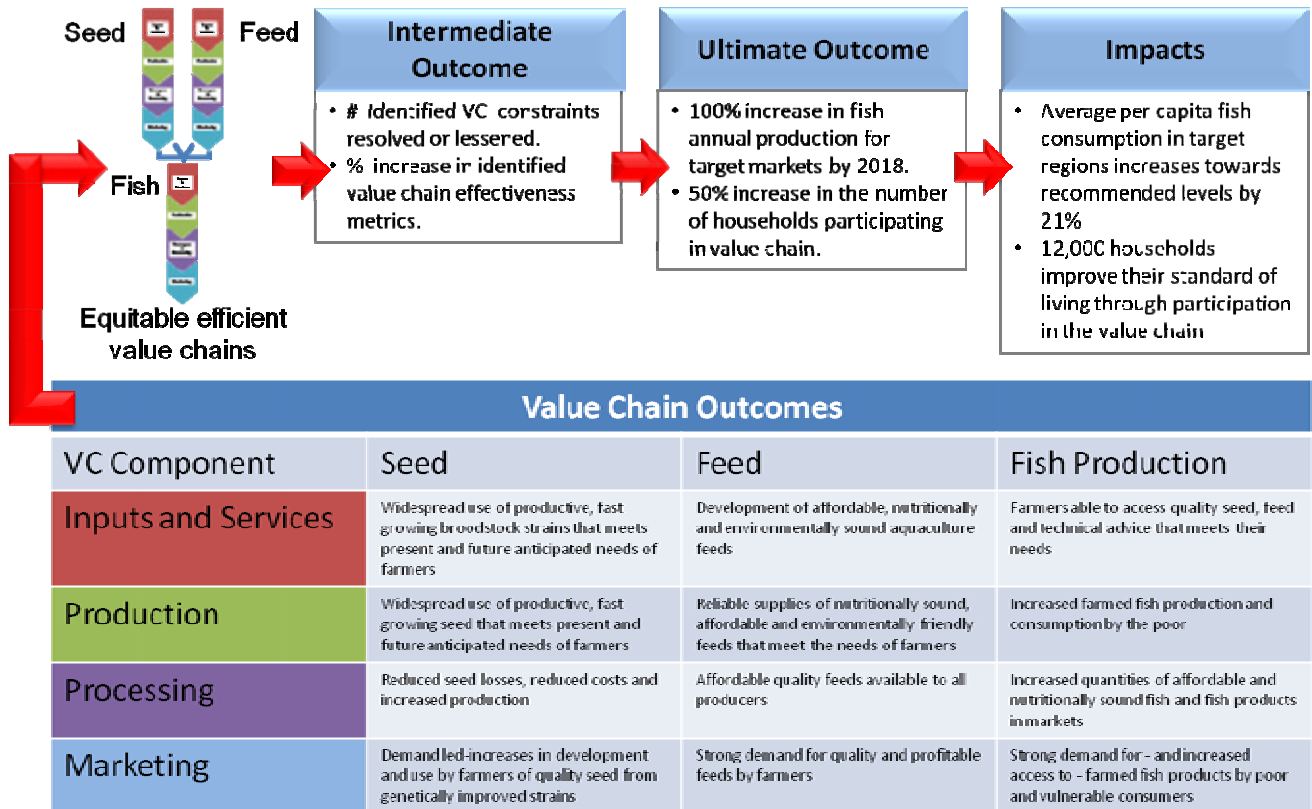 Seed
Feed
Fish
Equitable efficient
value chains
Intermediate
Outcome
• # Identified VC constraints
resolved or lessened.
• % increase in identified
value chain effectiveness
metrics.
Ultimate Outcome
• 100% increase in fish
annual production for
target markets by 2018.
• 50% increase in the number
of households participating
in value chain.
Impacts
• Average per capita fish
consumption in target
regions increases towards
recommended levels by
21%
• 12,000 households
improve their standard of
living through participation
in the value chain
Value Chain Outcomes
VC Component
Seed
Feed
Fish Production
Inputs and Services
Widespread use of productive, fast
growing broodstock strains that meets
present and future anticipated needs of
farmers
Development of affordable, nutritionally
and environmentally sound aquaculture
feeds
Farmers able to access quality seed, feed
and technical advice that meets their
needs
Production
Widespread use of productive, fast
growing seed that meets present and
future anticipated needs of farmers
Reliable supplies of nutritionally sound,
affordable and environmentally friendly
feeds that meet the needs of farmers
Increased farmed fish production and
consumption by the poor
Processing
Reduced seed losses, reduced costs and
increased production
Affordable quality feeds available to all
producers
Increased quantities of affordable and
nutritionally sound fish and fish products
in markets
Marketing
Demand led-increases in development
and use by farmers of quality seed from
genetically improved strains
Strong demand for quality and profitable
feeds by farmers
Strong demand for - and increased
access to - farmed fish products by poor
and vulnerable consumers